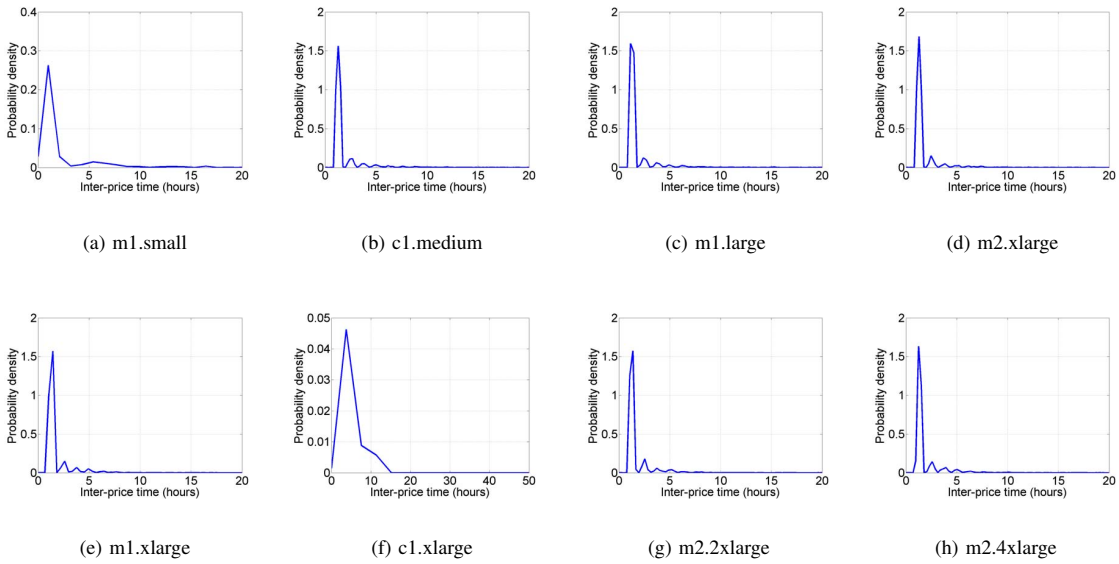 0.4
0.3
0.2
0.1
0
Probability density
0 5 10 15 20
Inter-price time (hours)
(a) m1.small
2
1.5
1
0.5
0
Probability density
0 5 10 15 20
Inter-price time (hours)
(b) c1.medium
2
1.5
1
0.5
0
Probability density
0 5 10 15 20
Inter-price time (hours)
(c) m1.large
2
1.5
1
0.5
0
Probability density
0 5 10 15 20
Inter-price time (hours)
(d) m2.xlarge
2
1.5
1
0.5
0
Probability density
0 5 10 15 20
Inter-price time (hours)
(e) m1.xlarge
0.05
0.04
0.03
0.02
0.01
0
Probability density
0 10 20 30 40 50
Inter-price time (hours)
(f) c1.xlarge
2
1.5
1
0.5
0
Probability density
0 5 10 15 20
Inter-price time (hours)
(g) m2.2xlarge
2
1.5
1
0.5
0
Probability density
0 5 10 15 20
Inter-price time (hours)
(h) m2.4xlarge